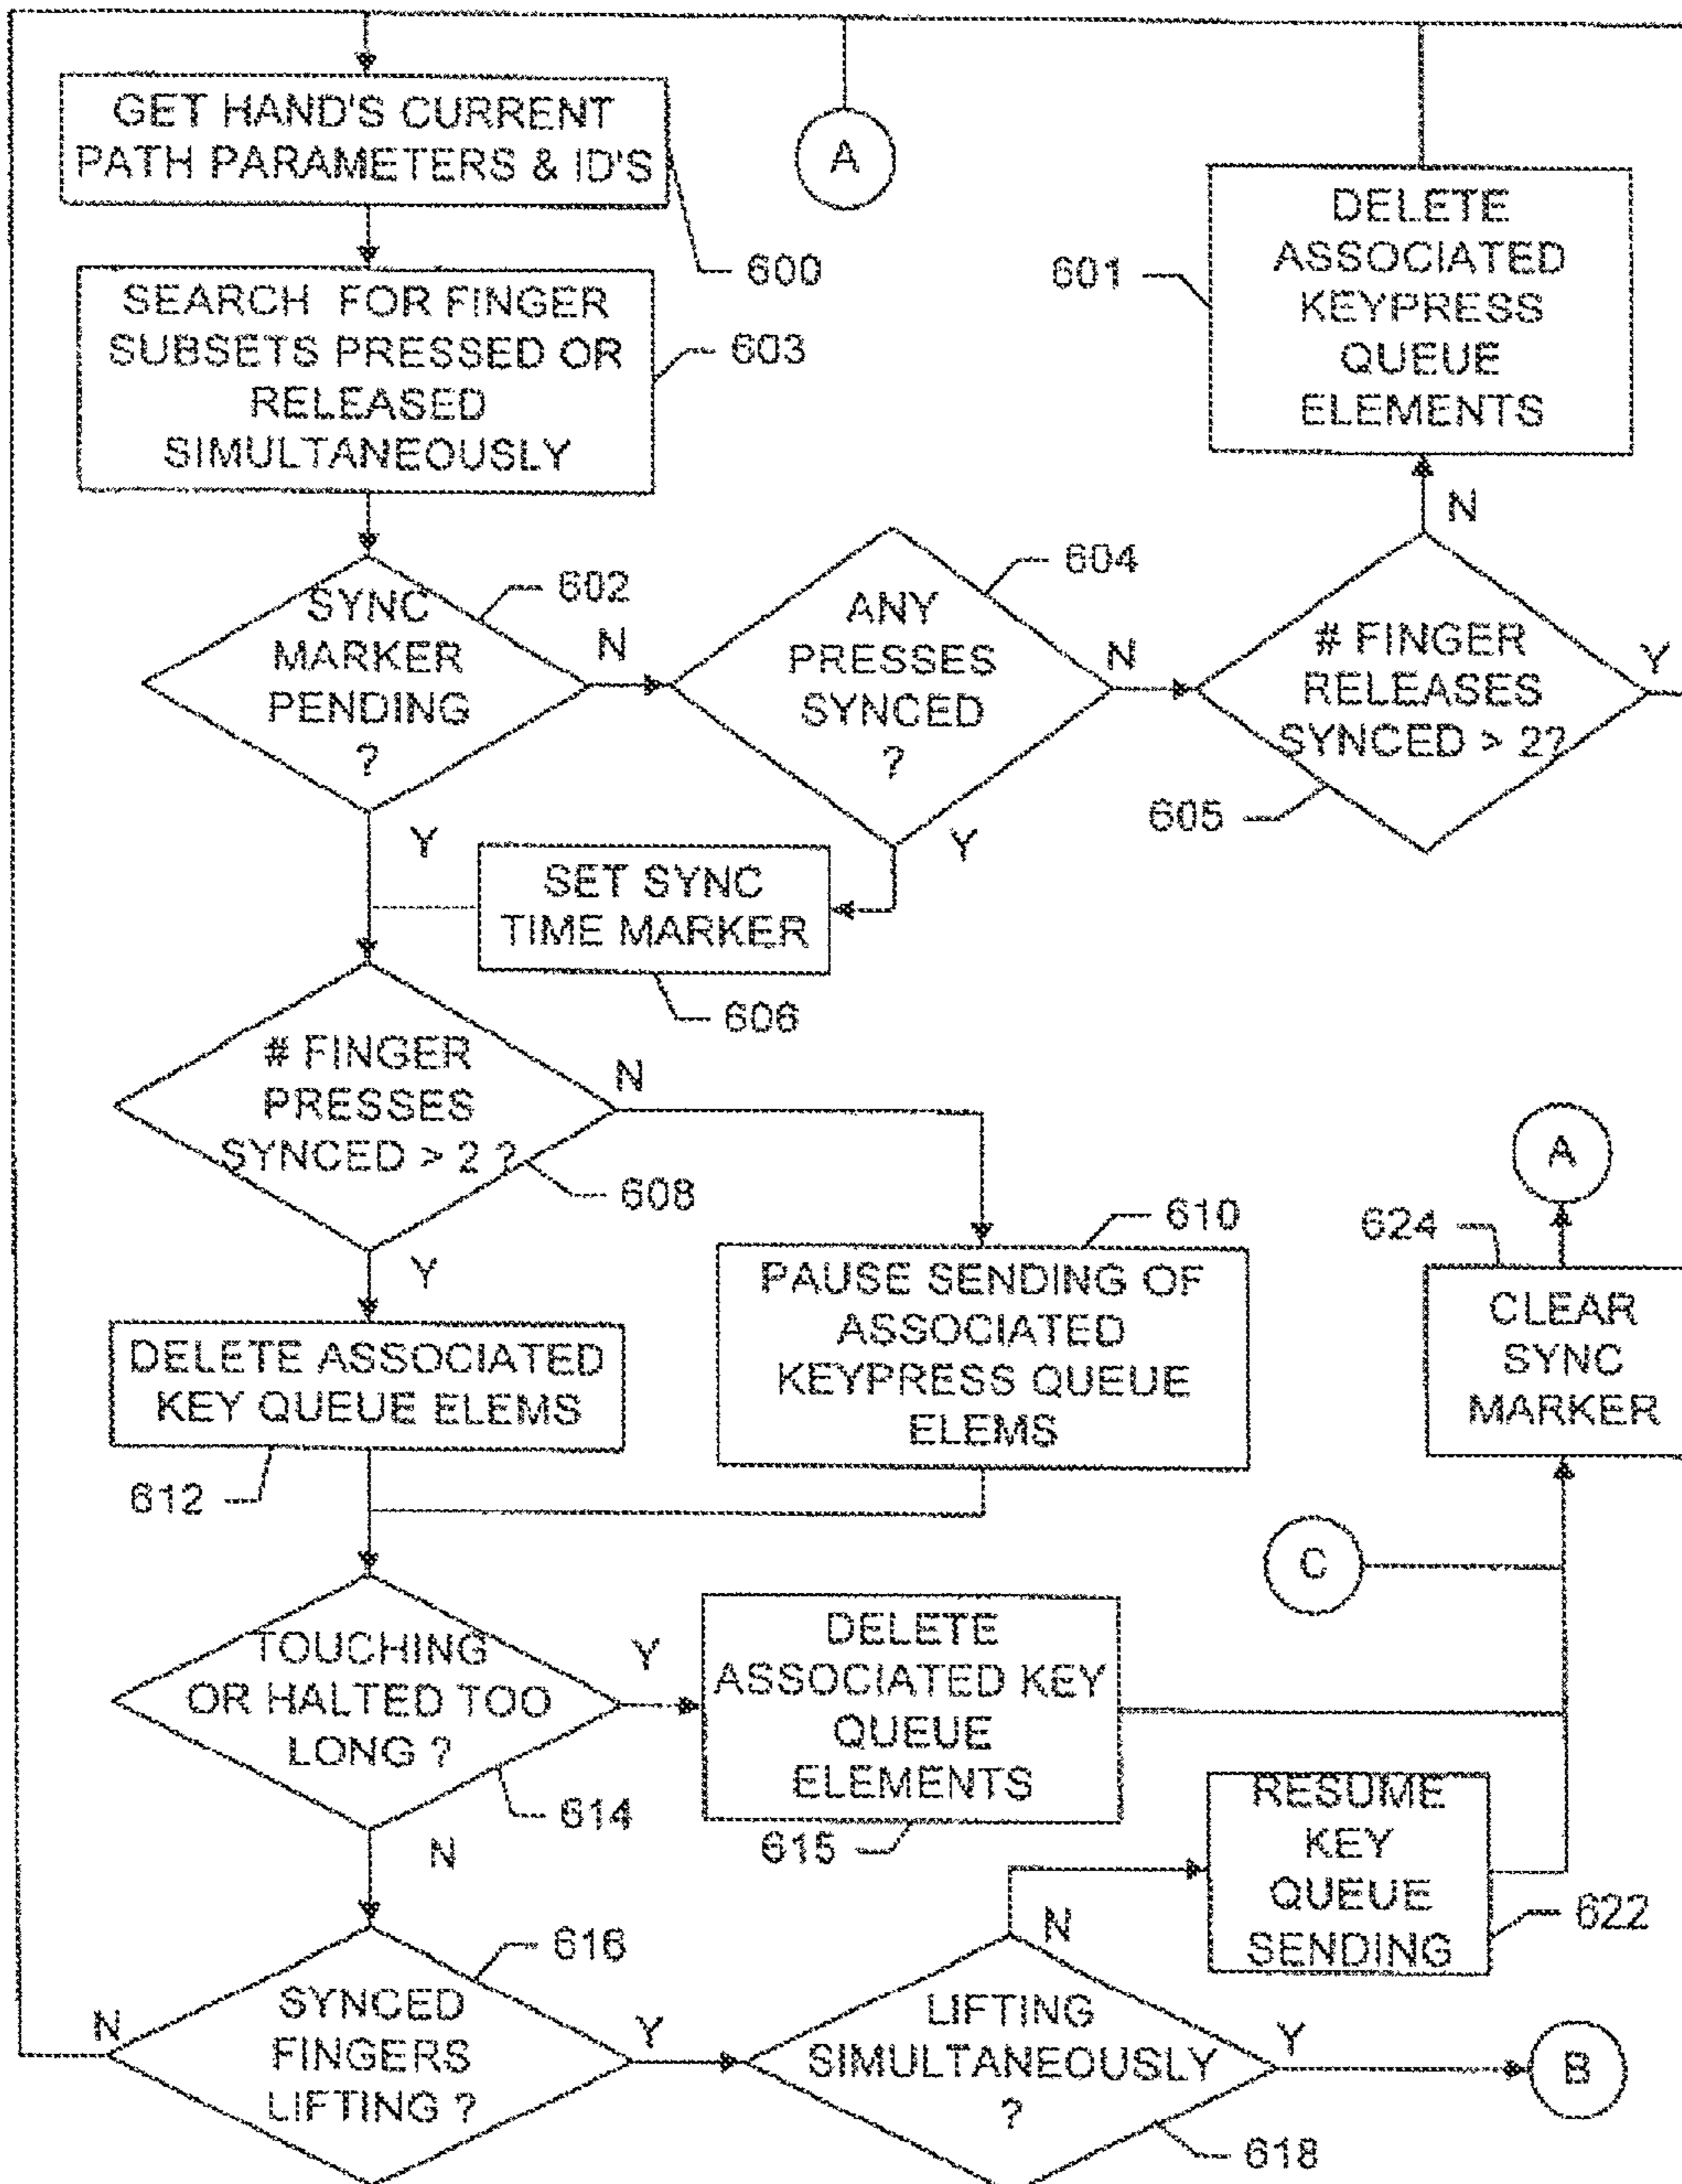 GET HAND'S CURRENT
PATH PARAMETERS & ID'S
600
A
DELETE
ASSOCIATED
KEYPRESS
QUEUE
ELEMENTS
601
SEARCH FOR FINGER
SUBSETS PRESSED OR
RELEASED
SIMULTANEOUSLY
603
N
SYNC
MARKER
PENDING
?
602
N
Y
ANY
PRESSES
SYNCED
?
604
N
Y
# FINGER
RELEASES
SYNCED > 2?
605
Y
SET SYNC
TIME MARKER
606
# FINGER
PRESSES
SYNCED > 2 ?
608
N
Y
610
PAUSE SENDING OF
ASSOCIATED
KEYPRESS QUEUE
ELEMS
A
624
CLEAR
SYNC
MARKER
DELETE ASSOCIATED
KEY QUEUE ELEMS
612
C
TOUCHING
OR HALTED TOO
LONG ?
614
Y
N
DELETE
ASSOCIATED KEY
QUEUE
ELEMENTS
615
RESUME
KEY
QUEUE
SENDING
622
616
SYNCED
FINGERS
LIFTING ?
N
Y
N
LIFTING
SIMULTANEOUSLY
?
618
Y
B